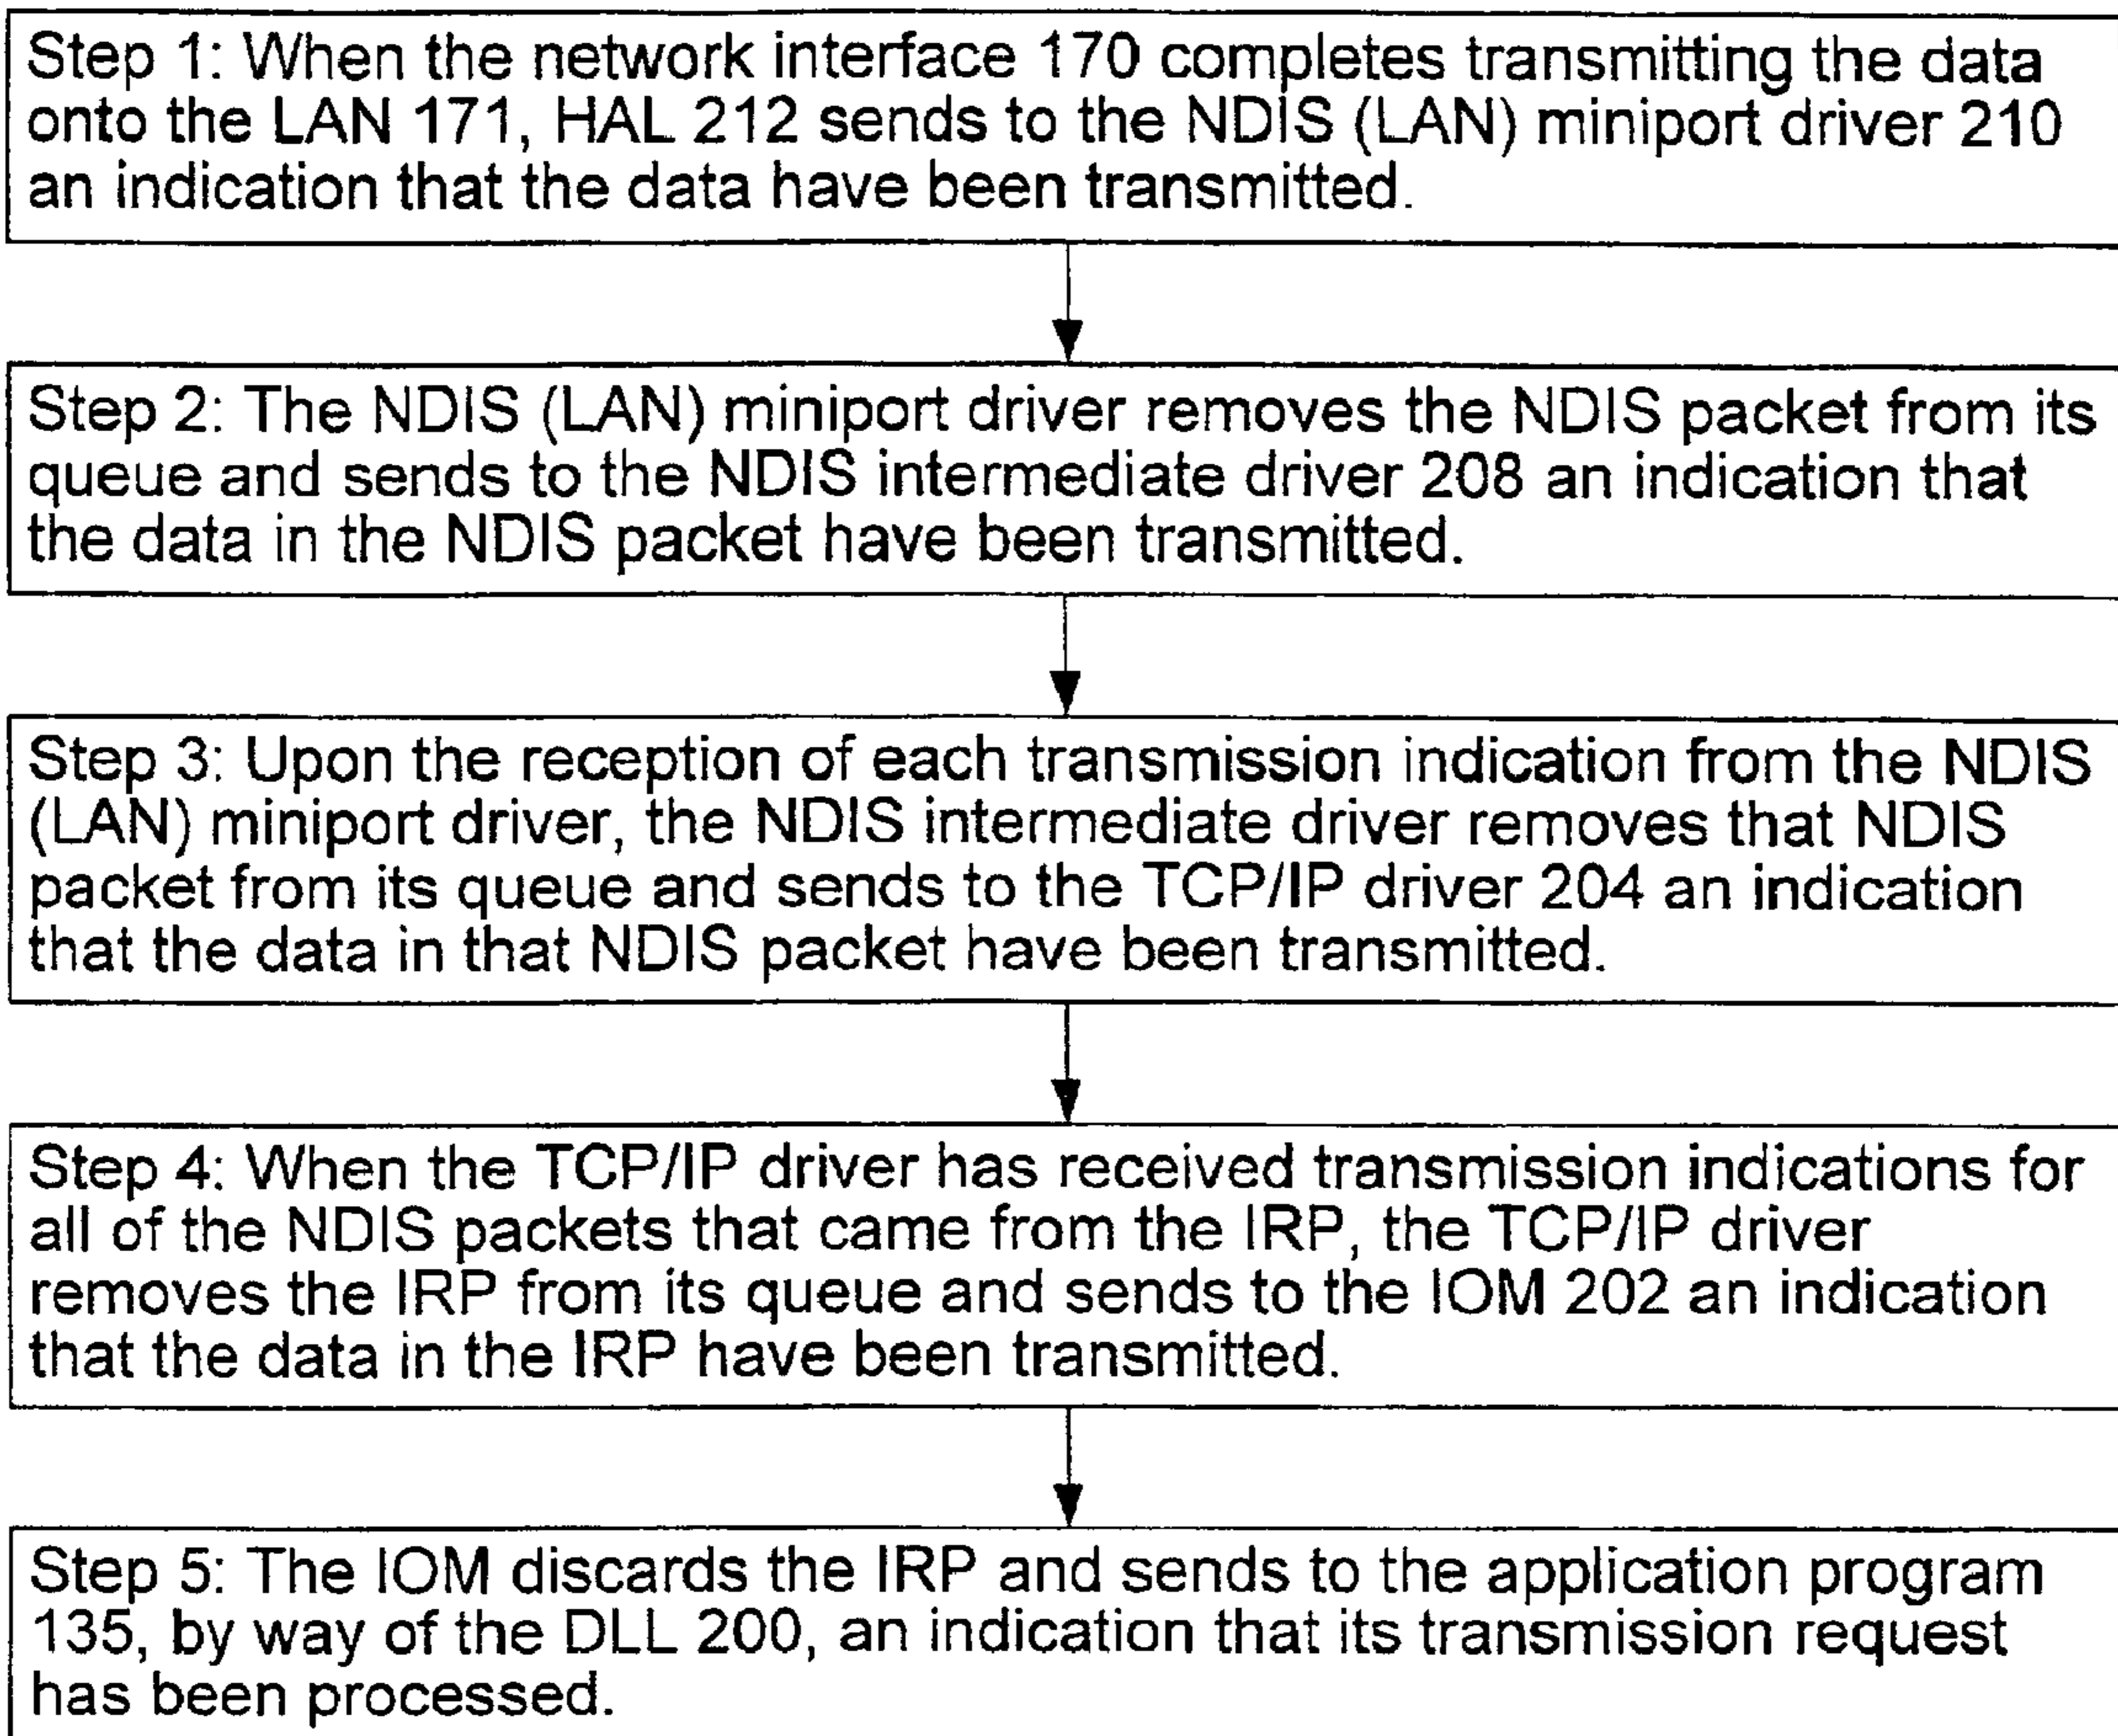 Step 1: When the network interface 170 completes transmitting the data
onto the LAN 171, HAL 212 sends to the NDIS (LAN) miniport driver 210
an indication that the data have been transmitted.
Step 2: The NDIS (LAN) miniport driver removes the NDIS packet from its
queue and sends to the NDIS intermediate driver 208 an indication that
the data in the NDIS packet have been transmitted.
Step 3: Upon the reception of each transmission indication from the NDIS
(LAN) miniport driver, the NDIS intermediate driver removes that NDIS
packet from its queue and sends to the TCP/IP driver 204 an indication
that the data in that NDIS packet have been transmitted.
Step 4: When the TCP/IP driver has received transmission indications for
all of the NDIS packets that came from the IRP, the TCP/IP driver
removes the IRP from its queue and sends to the IOM 202 an indication
that the data in the IRP have been transmitted.
Step 5: The IOM discards the IRP and sends to the application program
135, by way of the DLL 200, an indication that its transmission request
has been processed.